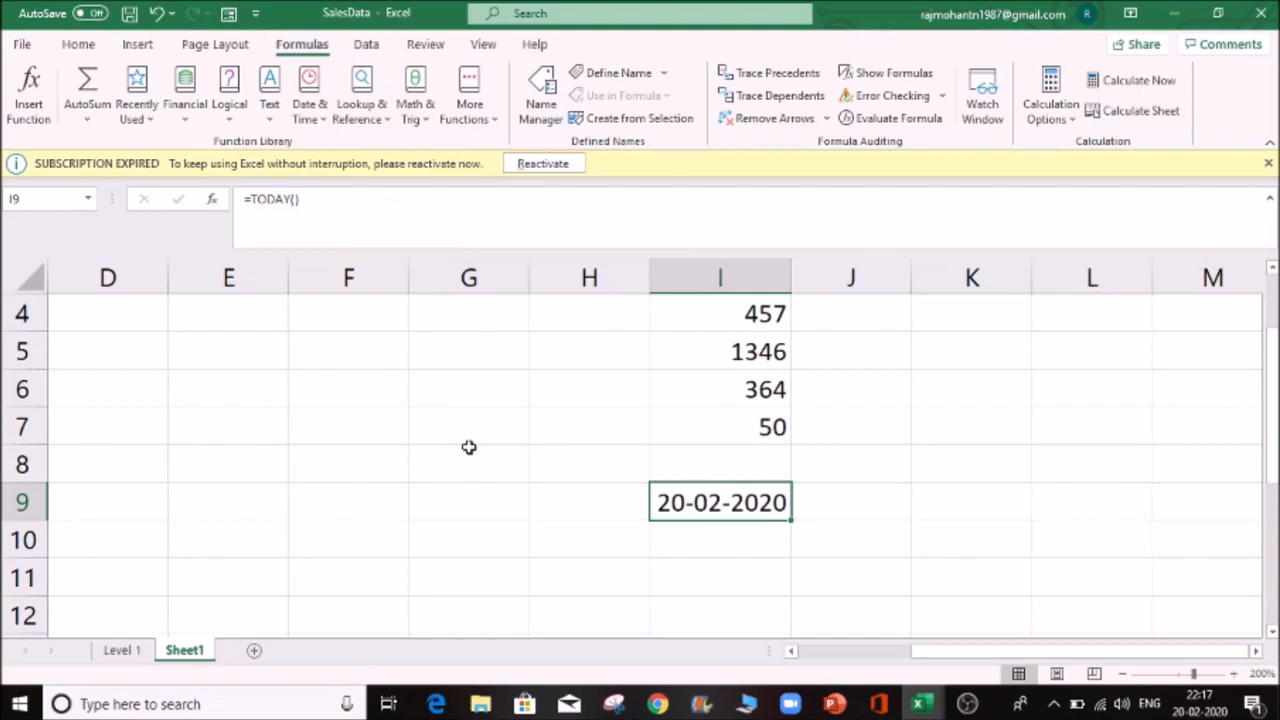 AutoSave Off SalesData - Excel Search rajmohantn1987@gmail.com R
File Home Insert Page Layout Formulas Data Review View Help Share Comments
Insert Function
AutoSum
Recently Used
Financial
Logical
Text
Date & Time
Lookup & Reference
Math & Trig
More Functions
Function Library
Name Manager
Define Name
Use in Formula
Create from Selection
Defined Names
Trace Precedents
Trace Dependents
Remove Arrows
Show Formulas
Error Checking
Evaluate Formula
Formula Auditing
Watch Window
Calculation Options
Calculate Now
Calculate Sheet
Calculation
SUBSCRIPTION EXPIRED To keep using Excel without interruption, please reactivate now. Reactivate
I9 fx =TODAY()
D E F G H I J K L M
4 457
5 1346
6 364
7 50
8
9 20-02-2020
10
11
12
Level 1 Sheet1
200%
Type here to search ENG 22:17
20-02-2020
1